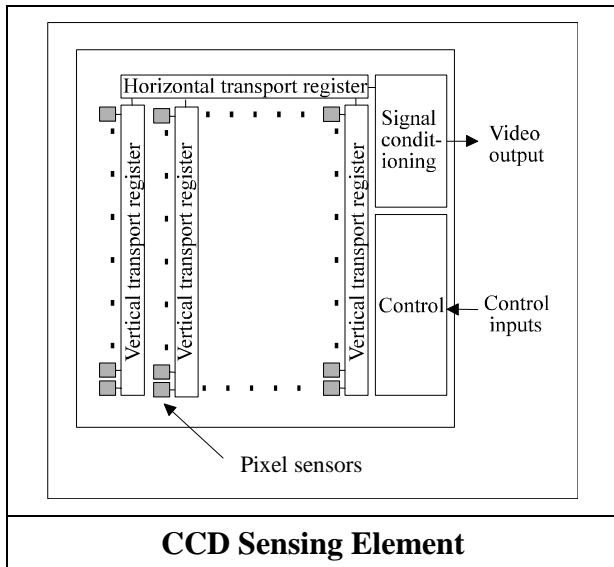 Horizontal transport register
Signal
condit-
ioning
Video
output
Vertical transport register
Vertical transport register
Vertical transport register
Control
Control
inputs
Pixel sensors
CCD Sensing Element